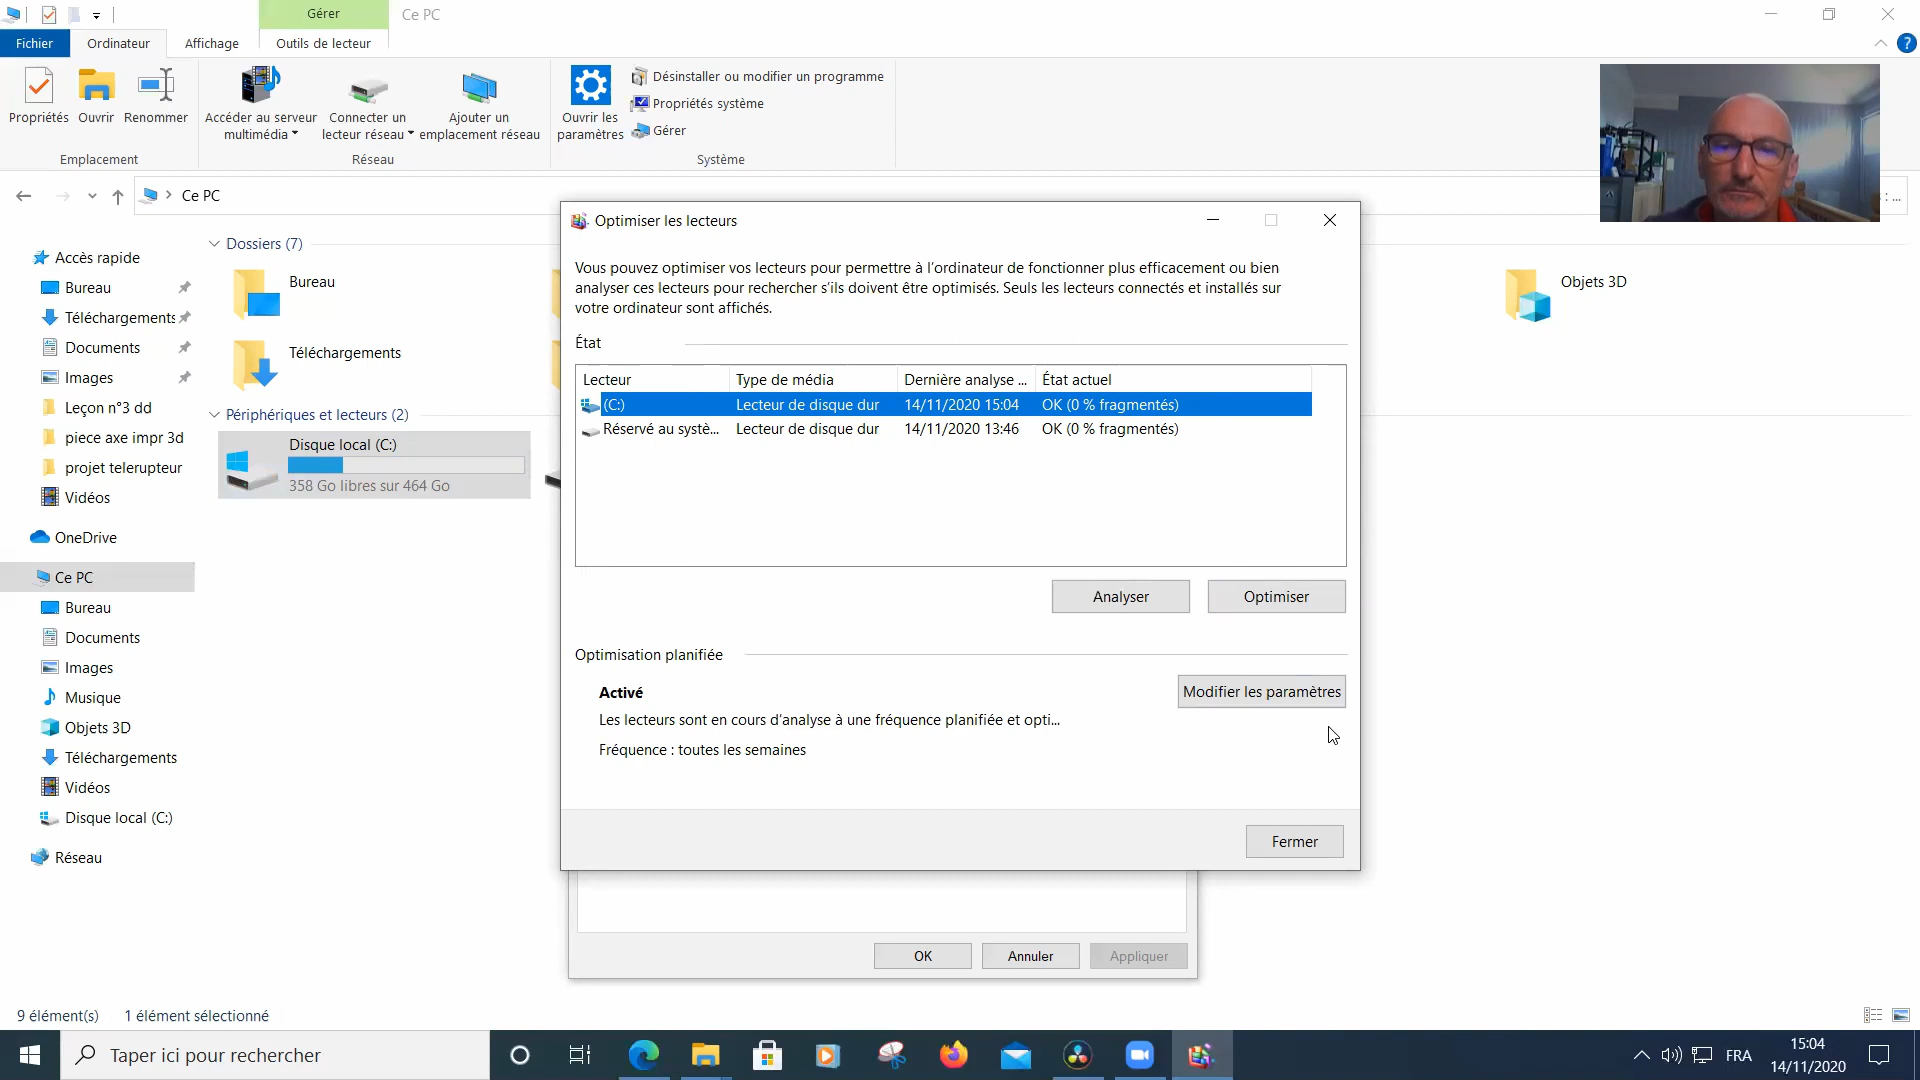 Gérer
Ce PC
Fichier
Ordinateur
Affichage
Outils de lecteur
Propriétés
Ouvrir
Renommer
Accéder au serveur
multimédia
Connecter un
lecteur réseau
Ajouter un
emplacement réseau
Ouvrir les
paramètres
Désinstaller ou modifier un programme
Propriétés système
Gérer
Emplacement
Réseau
Système
Ce PC
: ...
Accès rapide
Bureau
Téléchargements
Documents
Images
Leçon n°3 dd
piece axe impr 3d
projet telerupteur
Vidéos
OneDrive
Ce PC
Bureau
Documents
Images
Musique
Objets 3D
Téléchargements
Vidéos
Disque local (C:)
Réseau
Dossiers (7)
Bureau
Téléchargements
Objets 3D
Périphériques et lecteurs (2)
Disque local (C:)
358 Go libres sur 464 Go
Optimiser les lecteurs
Vous pouvez optimiser vos lecteurs pour permettre à l'ordinateur de fonctionner plus efficacement ou bien
analyser ces lecteurs pour rechercher s'ils doivent être optimisés. Seuls les lecteurs connectés et installés sur
votre ordinateur sont affichés.
État
Lecteur Type de média Dernière analyse ... État actuel
(C:) Lecteur de disque dur 14/11/2020 15:04 OK (0 % fragmentés)
Réservé au systè... Lecteur de disque dur 14/11/2020 13:46 OK (0 % fragmentés)
Analyser
Optimiser
Optimisation planifiée
Activé
Modifier les paramètres
Les lecteurs sont en cours d'analyse à une fréquence planifiée et opti...
Fréquence : toutes les semaines
Fermer
OK
Annuler
Appliquer
9 élément(s)
1 élément sélectionné
Taper ici pour rechercher
FRA
15:04
14/11/2020